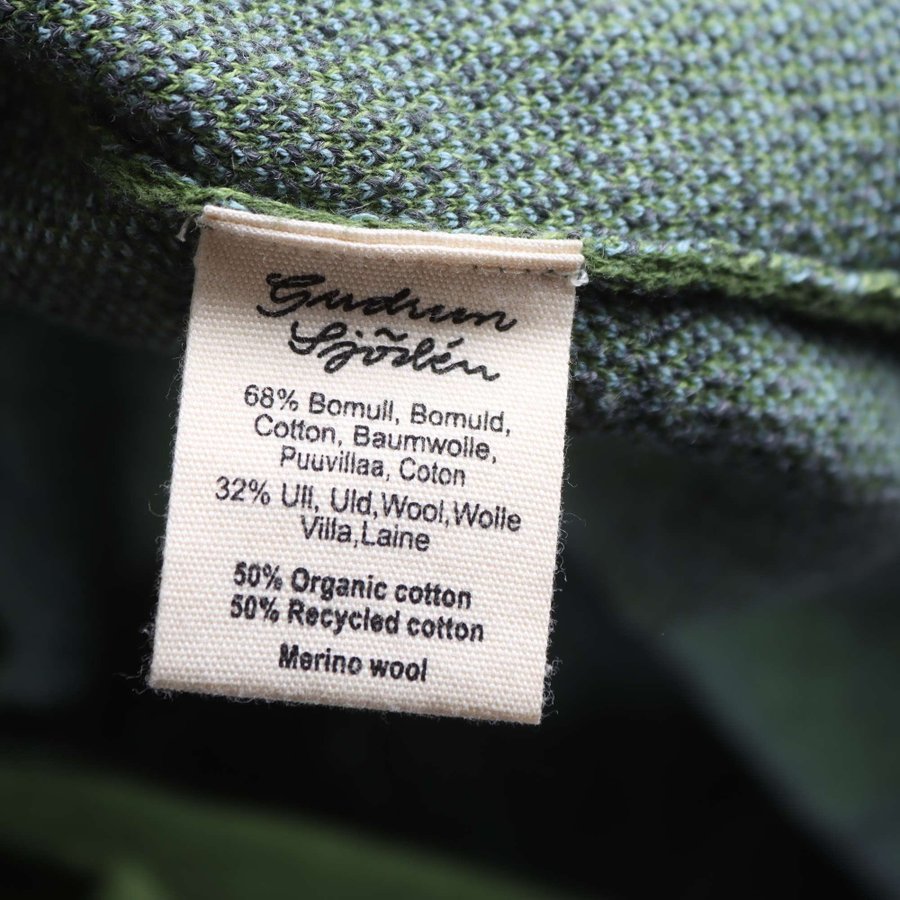 Gudrun
Sjödén
68% Bomull, Bomuld,
Cotton, Baumwolle,
Puuvillaa, Coton
32% Ull, Uld,Wool,Wolle
Villa,Laine
50% Organic cotton
50% Recycled cotton
Merino wool